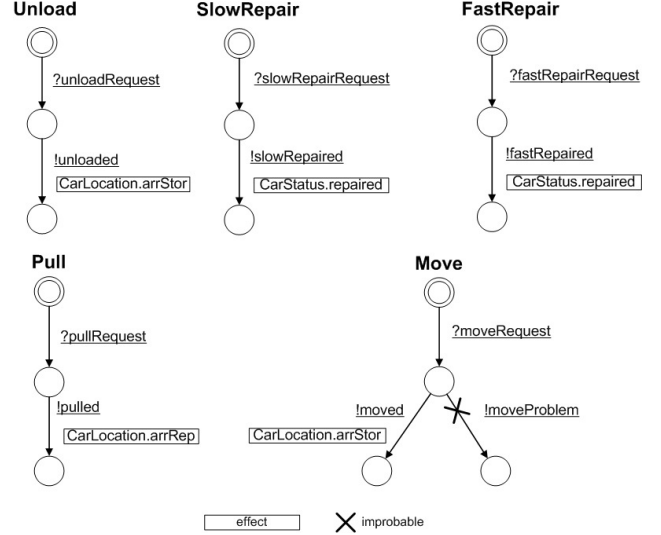 Unload
SlowRepair
FastRepair
?unloadRequest
?slowRepairRequest
?fastRepairRequest
!unloaded
CarLocation.arrStor
!slowRepaired
CarStatus.repaired
!fastRepaired
CarStatus.repaired
Pull
Move
?pullRequest
?moveRequest
!pulled
CarLocation.arrRep
!moved
!moveProblem
CarLocation.arrStor
effect
improbable